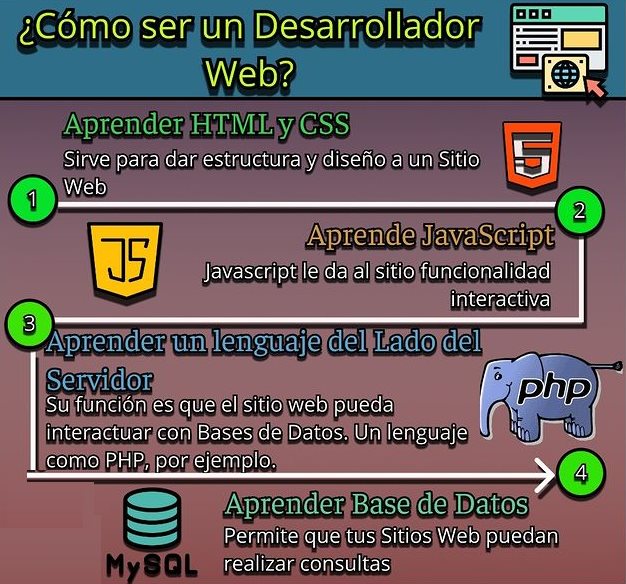 ¿Cómo ser un Desarrollador
Web?
Aprender HTML y CSS
Sirve para dar estructura y diseño a un Sitio
Web
5
1
2
Aprende JavaScript
JS
Javascript le da al sitio funcionalidad
interactiva
3
Aprender un lenguaje del Lado del
Servidor
Su función es que el sitio web pueda
interactuar con Bases de Datos. Un lenguaje
como PHP, por ejemplo.
php
4
Aprender Base de Datos
Permite que tus Sitios Web puedan
realizar consultas
MySQL